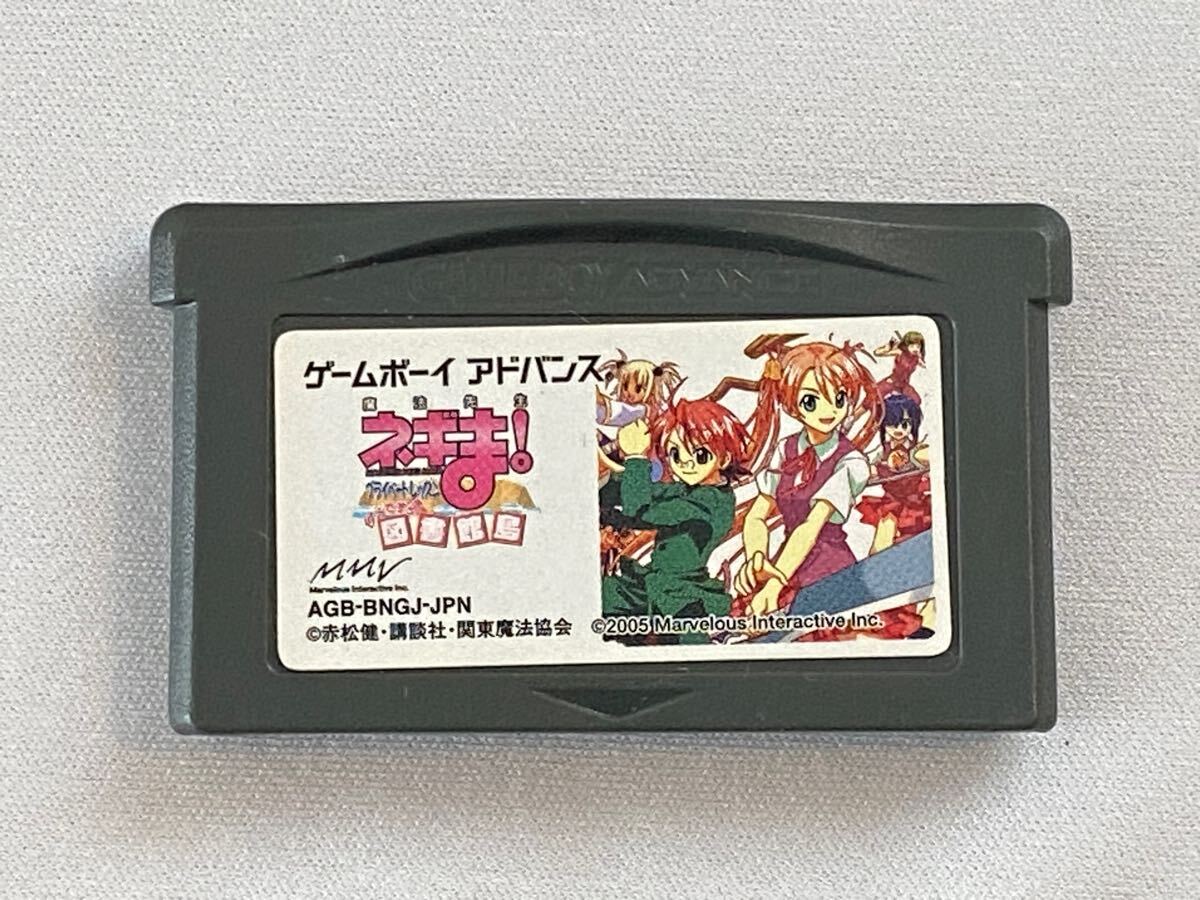 GAME BOY ADVANCE
ゲームボーイ アドバンス
魔法先生
ネギま!
プライベートレッスン
図書館島
MMV
Marvelous Interactive Inc.
AGB-BNGJ-JPN
©赤松健・講談社・関東魔法協会
©2005 Marvelous Interactive Inc.